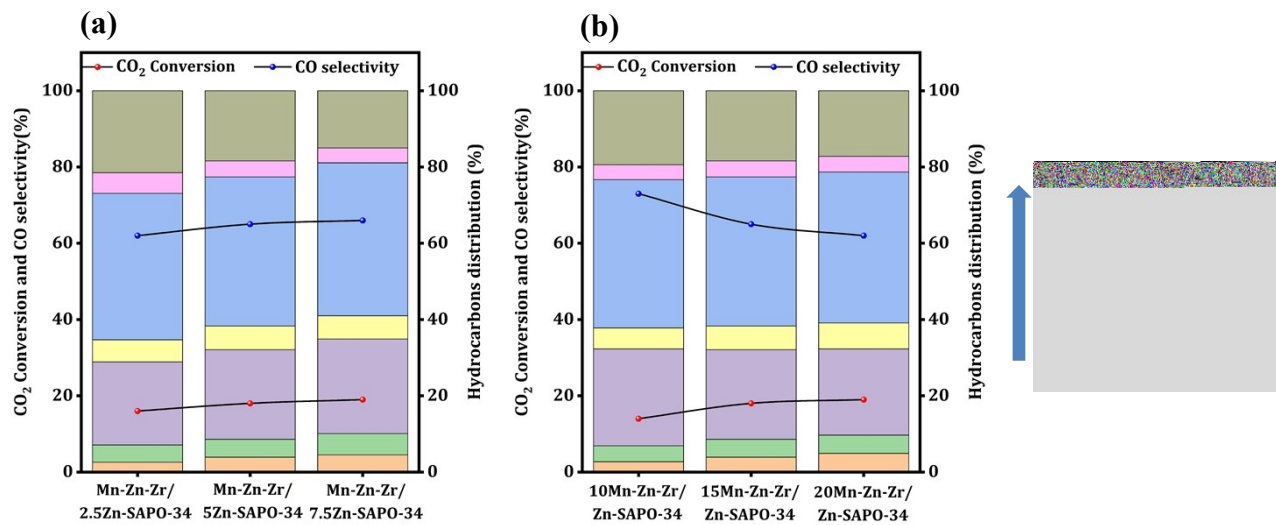 (a)
CO₂ Conversion CO selectivity
CO₂ Conversion and CO selectivity(%)
100
80
60
40
20
0
100
80
60
40
20
0
Hydrocarbons distribution (%)
Mn-Zn-Zr/
2.5Zn-SAPO-34
Mn-Zn-Zr/
5Zn-SAPO-34
Mn-Zn-Zr/
7.5Zn-SAPO-34
(b)
CO₂ Conversion CO selectivity
CO₂ Conversion and CO selectivity(%)
100
80
60
40
20
0
100
80
60
40
20
0
Hydrocarbons distribution (%)
10Mn-Zn-Zr/
Zn-SAPO-34
15Mn-Zn-Zr/
Zn-SAPO-34
20Mn-Zn-Zr/
Zn-SAPO-34